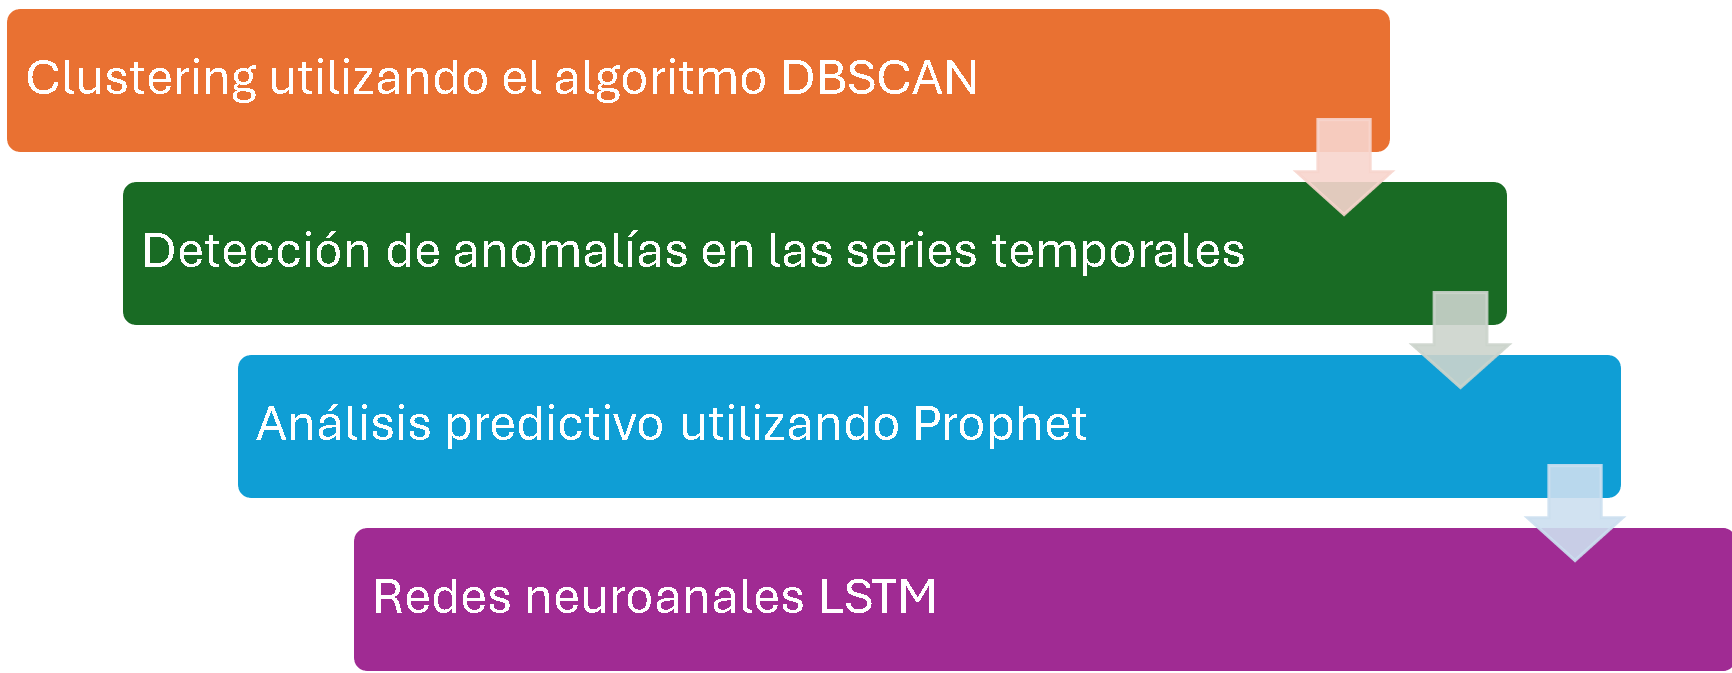 Clustering utilizando el algoritmo DBSCAN
Detección de anomalías en las series temporales
Análisis predictivo utilizando Prophet
Redes neuroanales LSTM